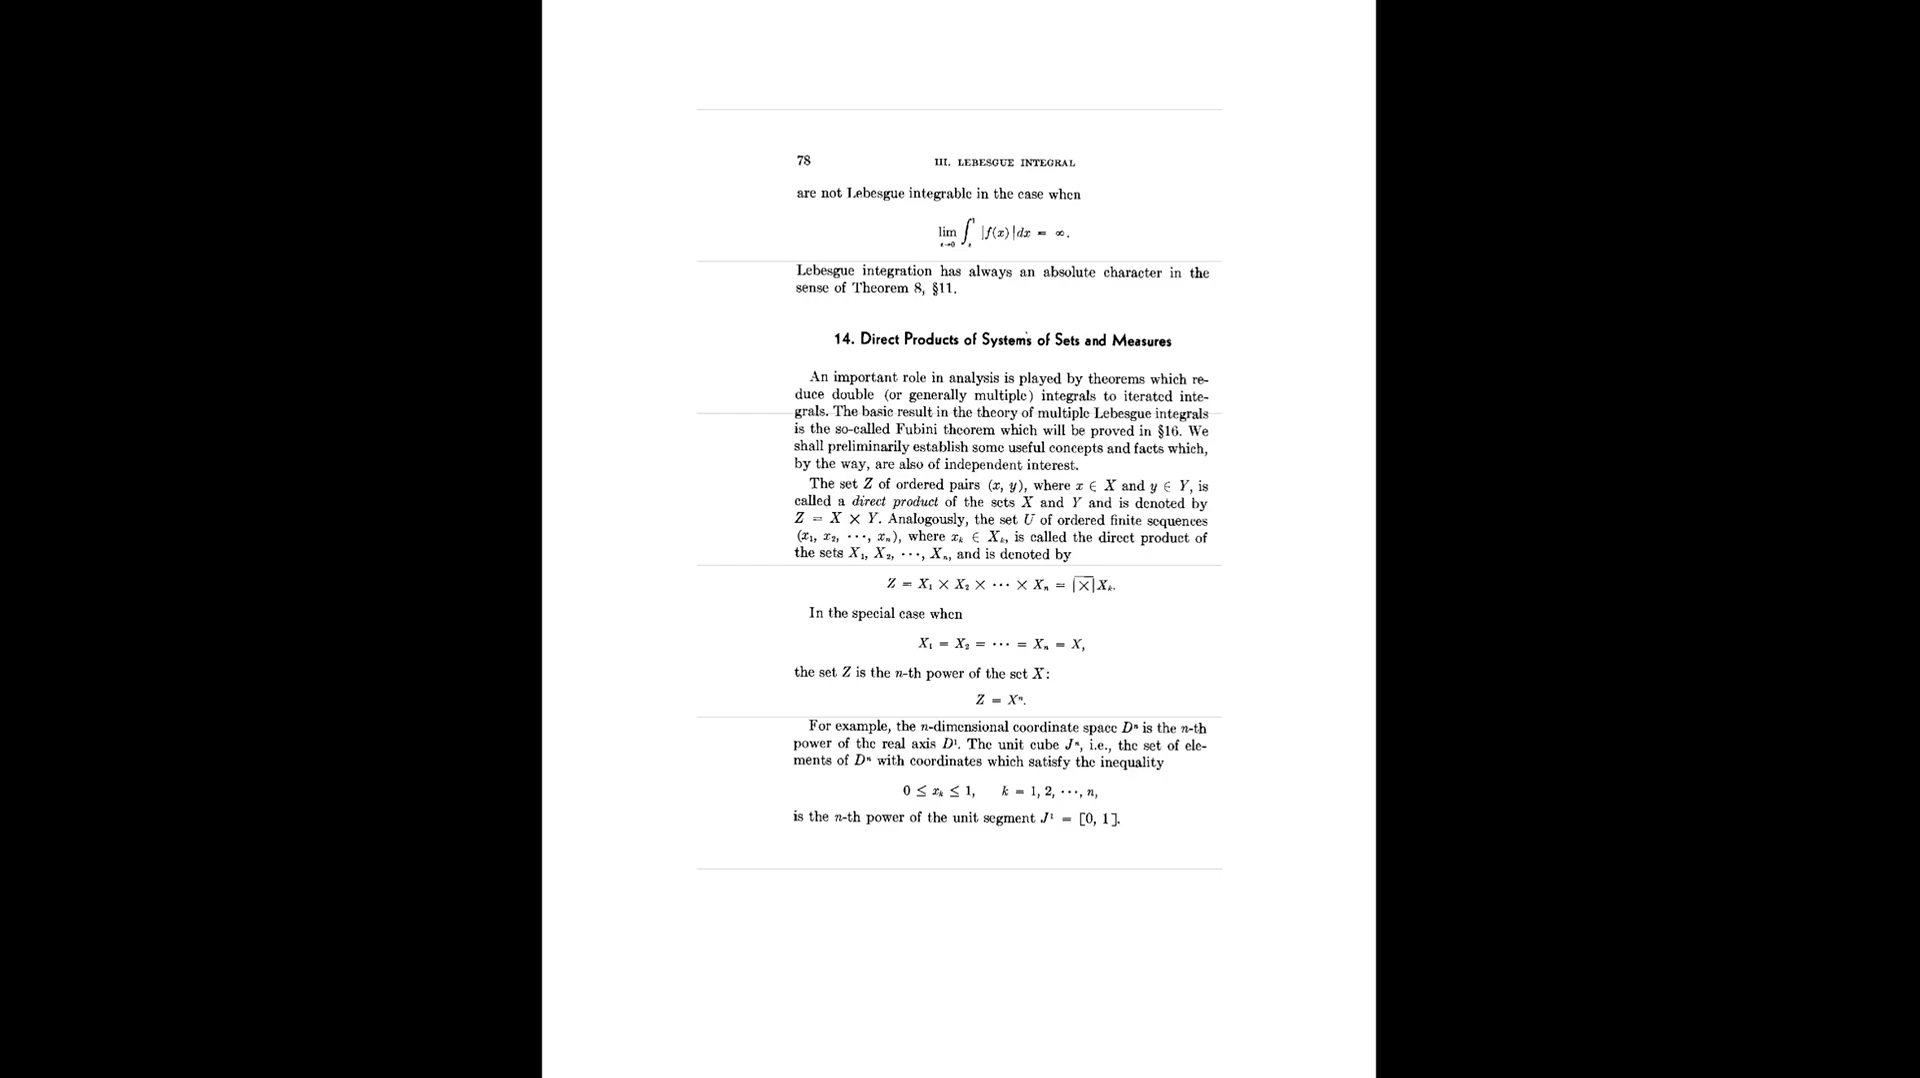 78 III. LEBESGUE INTEGRAL
are not Lebesgue integrable in the case when
lim ∫ |f(x)|dx = ∞.
ε→0 ε 1
Lebesgue integration has always an absolute character in the
sense of Theorem 8, §11.
14. Direct Products of Systems of Sets and Measures
An important role in analysis is played by theorems which re-
duce double (or generally multiple) integrals to iterated inte-
grals. The basic result in the theory of multiple Lebesgue integrals
is the so-called Fubini theorem which will be proved in §16. We
shall preliminarily establish some useful concepts and facts which,
by the way, are also of independent interest.
The set Z of ordered pairs (x, y), where x ∈ X and y ∈ Y, is
called a direct product of the sets X and Y and is denoted by
Z = X × Y. Analogously, the set U of ordered finite sequences
(x₁, x₂, ···, xₙ), where xₖ ∈ Xₖ, is called the direct product of
the sets X₁, X₂, ···, Xₙ, and is denoted by
Z = X₁ × X₂ × ··· × Xₙ = |×| Xₖ.
In the special case when
X₁ = X₂ = ··· = Xₙ = X,
the set Z is the n-th power of the set X:
Z = Xⁿ.
For example, the n-dimensional coordinate space Dⁿ is the n-th
power of the real axis D¹. The unit cube Jⁿ, i.e., the set of ele-
ments of Dⁿ with coordinates which satisfy the inequality
0 ≤ xₖ ≤ 1, k = 1, 2, ···, n,
is the n-th power of the unit segment J¹ = [0, 1].